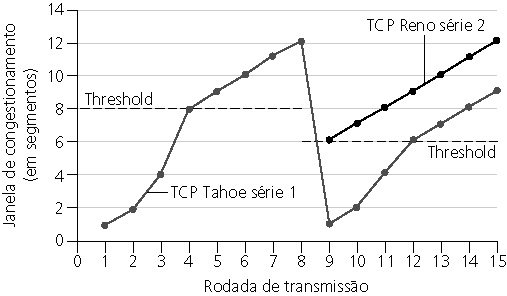 14
12
10
8
6
4
2
0
Janela de congestionamento
(em segmentos)
TCP Reno série 2
Threshold
Threshold
TCP Tahoe série 1
0 1 2 3 4 5 6 7 8 9 10 11 12 13 14 15
Rodada de transmissão